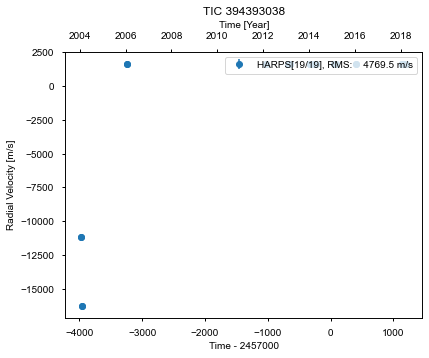 TIC 394393038
Time [Year]
2004 2006 2008 2010 2012 2014 2016 2018
HARPS[19/19], RMS: 4769.5 m/s
2500
0
−2500
−5000
−7500
−10000
−12500
−15000
Radial Velocity [m/s]
−4000 −3000 −2000 −1000 0 1000
Time - 2457000